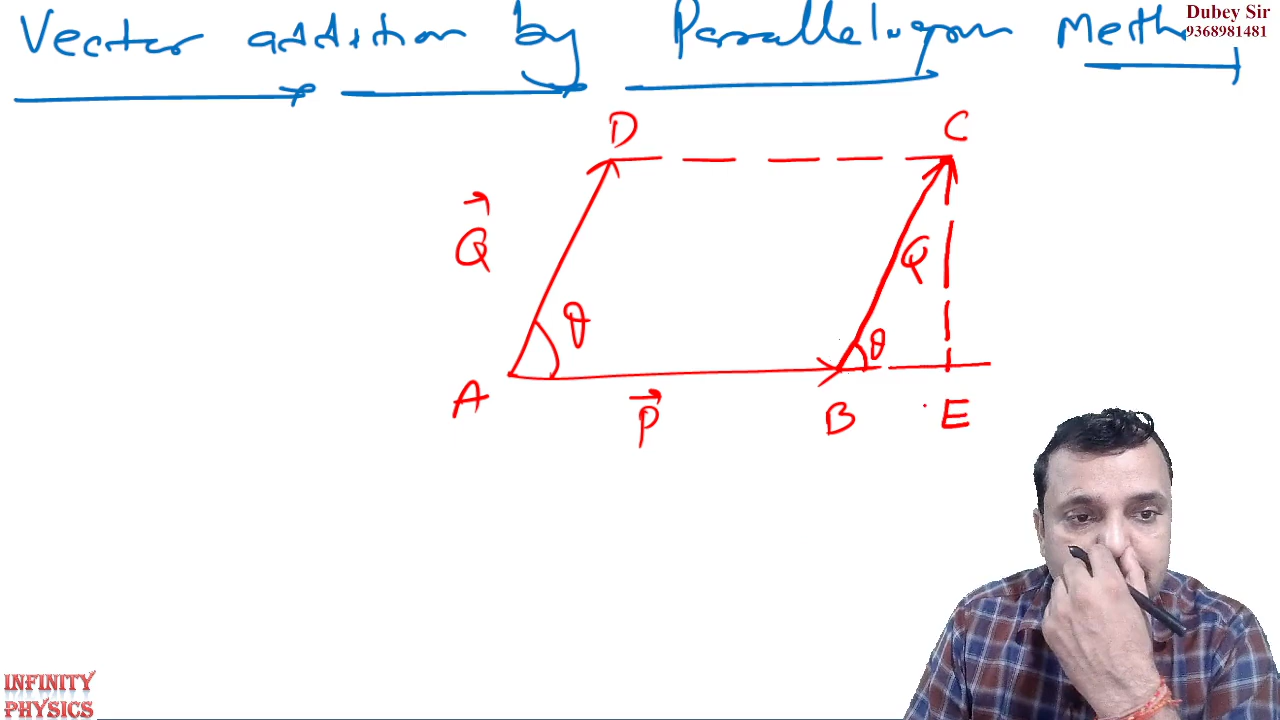 Vector addition by Parallelogram Meth
Dubey Sir
9368981481
D
C
Q
Q
θ
θ
A
P
B
E
INFINITY
PHYSICS